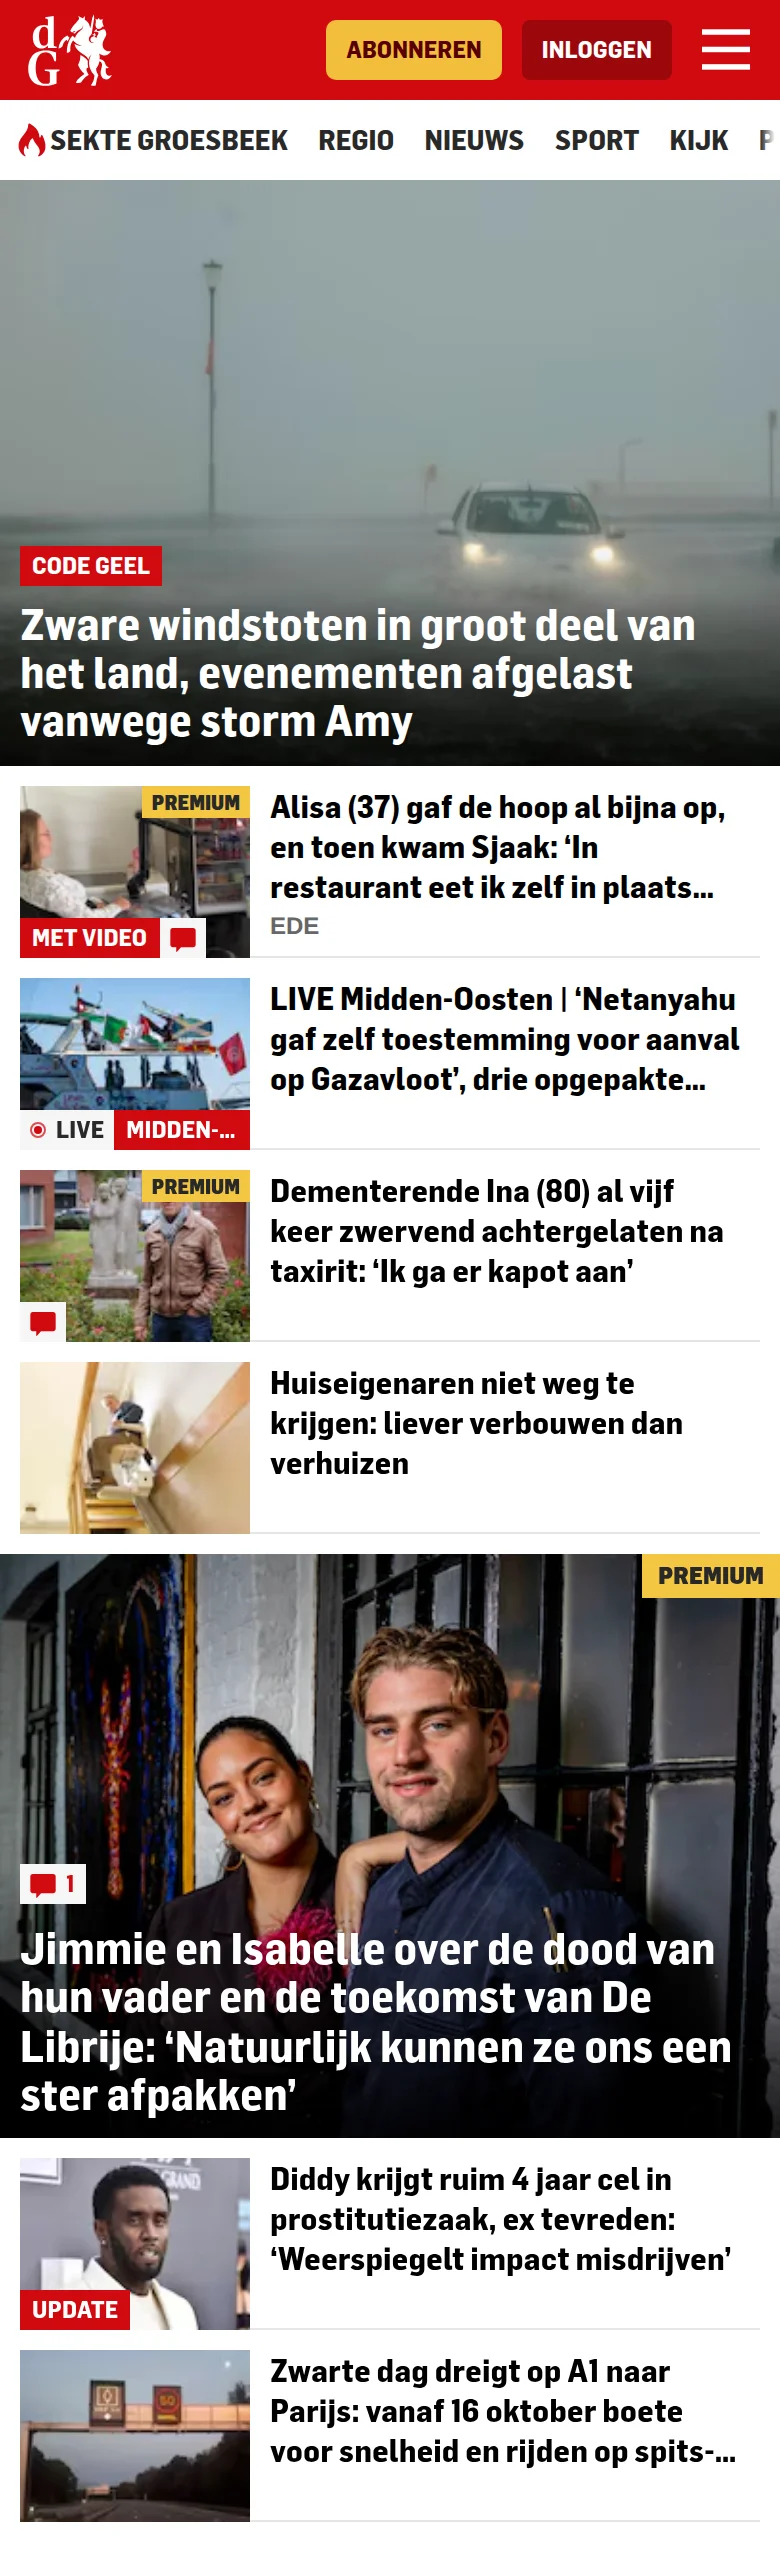 d
G
ABONNEREN
INLOGGEN
SEKTE GROESBEEK
REGIO
NIEUWS
SPORT
KIJK
CODE GEEL
Zware windstoten in groot deel van
het land, evenementen afgelast
vanwege storm Amy
PREMIUM
MET VIDEO
Alisa (37) gaf de hoop al bijna op,
en toen kwam Sjaak: ‘In
restaurant eet ik zelf in plaats...
EDE
LIVE
MIDDEN-...
LIVE Midden-Oosten | ‘Netanyahu
gaf zelf toestemming voor aanval
op Gazavloot’, drie opgepakte...
PREMIUM
Dementerende Ina (80) al vijf
keer zwervend achtergelaten na
taxirit: ‘Ik ga er kapot aan’
Huiseigenaren niet weg te
krijgen: liever verbouwen dan
verhuizen
PREMIUM
1
Jimmie en Isabelle over de dood van
hun vader en de toekomst van De
Librije: ‘Natuurlijk kunnen ze ons een
ster afpakken’
UPDATE
Diddy krijgt ruim 4 jaar cel in
prostitutiezaak, ex tevreden:
‘Weerspiegelt impact misdrijven’
Zwarte dag dreigt op A1 naar
Parijs: vanaf 16 oktober boete
voor snelheid en rijden op spits-...